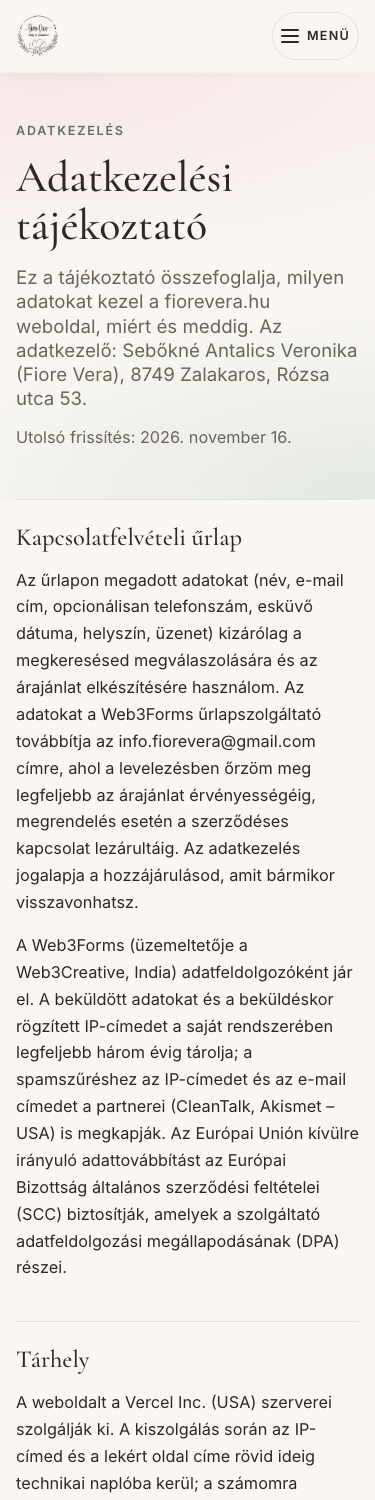 MENÜ
ADATKEZELÉS
Adatkezelési
tájékoztató
Ez a tájékoztató összefoglalja, milyen
adatokat kezel a fiorevera.hu
weboldal, miért és meddig. Az
adatkezelő: Sebőkné Antalics Veronika
(Fiore Vera), 8749 Zalakaros, Rózsa
utca 53.
Utolsó frissítés: 2026. november 16.
Kapcsolatfelvételi űrlap
Az űrlapon megadott adatokat (név, e-mail
cím, opcionálisan telefonszám, esküvő
dátuma, helyszín, üzenet) kizárólag a
megkeresésed megválaszolására és az
árajánlat elkészítésére használom. Az
adatokat a Web3Forms űrlapszolgáltató
továbbítja az info.fiorevera@gmail.com
címre, ahol a levelezésben őrzöm meg
legfeljebb az árajánlat érvényességéig,
megrendelés esetén a szerződéses
kapcsolat lezárultáig. Az adatkezelés
jogalapja a hozzájárulásod, amit bármikor
visszavonhatsz.
A Web3Forms (üzemeltetője a
Web3Creative, India) adatfeldolgozóként jár
el. A beküldött adatokat és a beküldéskor
rögzített IP-címedet a saját rendszerében
legfeljebb három évig tárolja; a
spamszűréshez az IP-címedet és az e-mail
címedet a partnerei (CleanTalk, Akismet –
USA) is megkapják. Az Európai Unión kívülre
irányuló adattovábbítást az Európai
Bizottság általános szerződési feltételei
(SCC) biztosítják, amelyek a szolgáltató
adatfeldolgozási megállapodásának (DPA)
részei.
Tárhely
A weboldalt a Vercel Inc. (USA) szerverei
szolgálják ki. A kiszolgálás során az IP-
címed és a lekért oldal címe rövid ideig
technikai naplóba kerül; a számomra